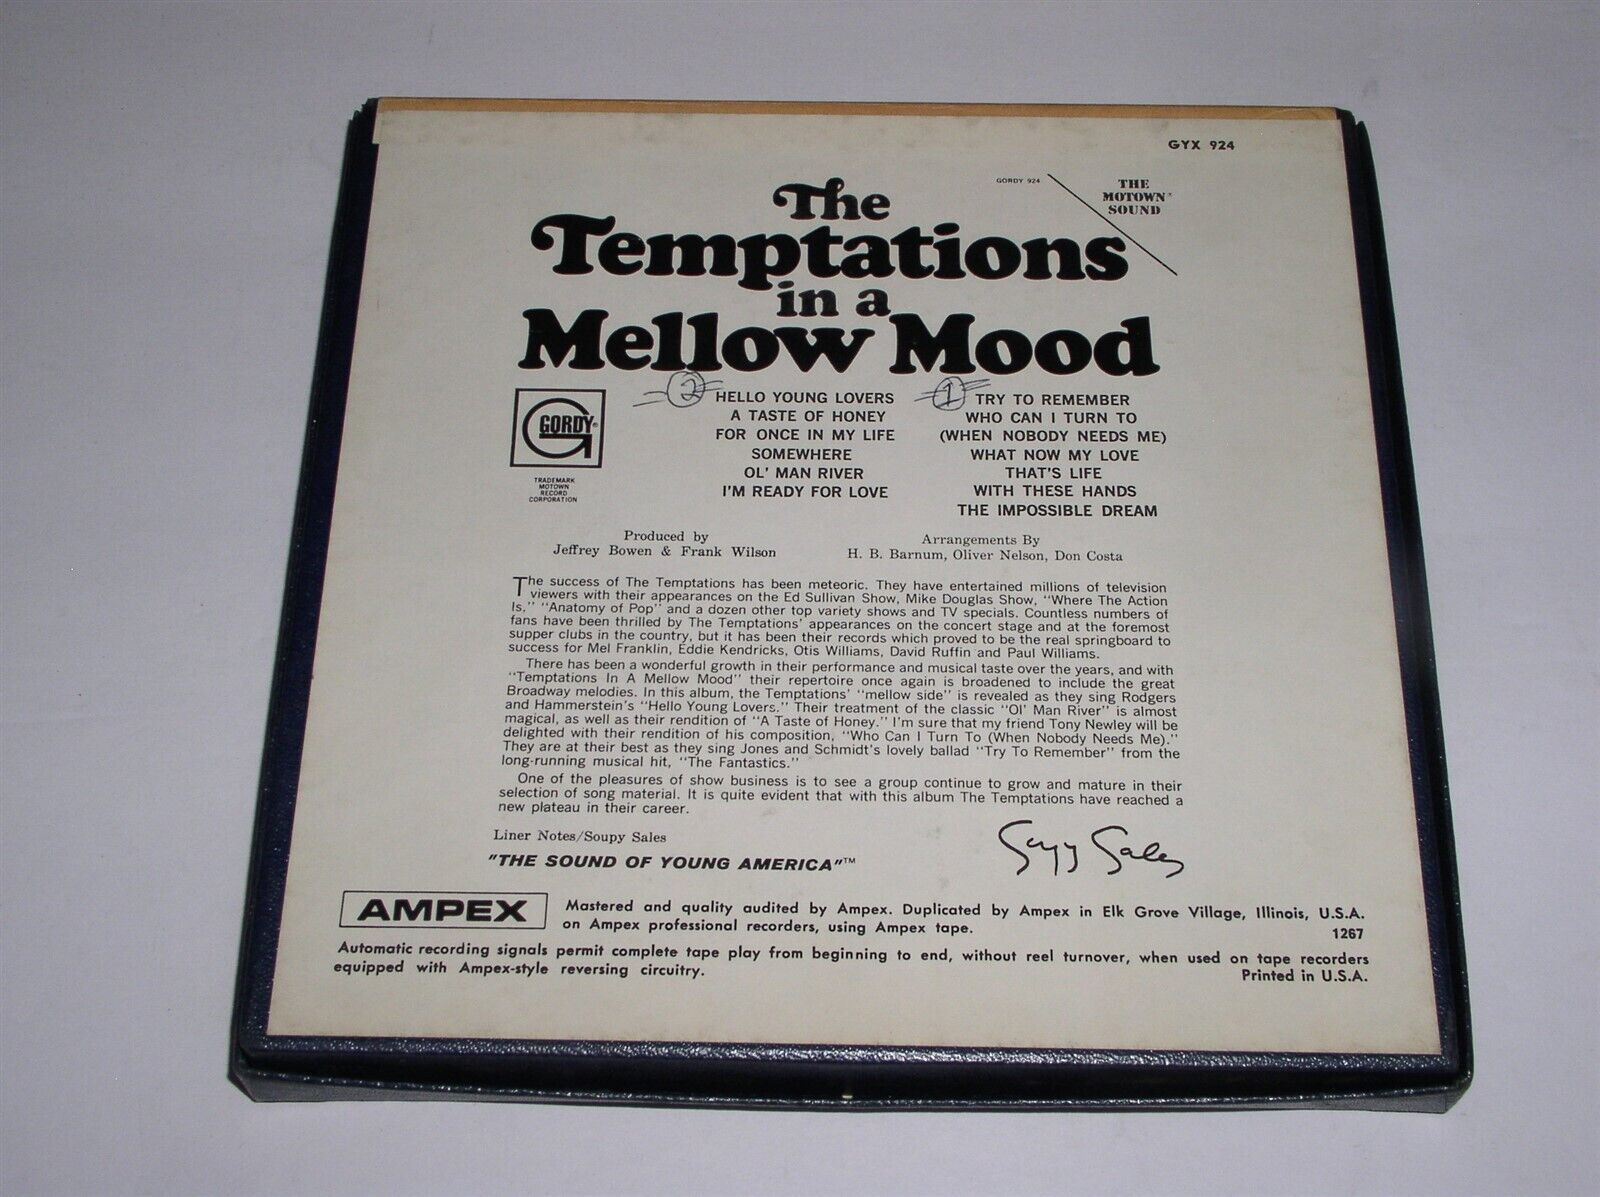 GYX 924
GORDY 924
THE
MOTOWN®
SOUND
The
Temptations
in a
Mellow Mood
GORDY®
TRADEMARK
MOTOWN
RECORD
CORPORATION
2
HELLO YOUNG LOVERS
A TASTE OF HONEY
FOR ONCE IN MY LIFE
SOMEWHERE
OL' MAN RIVER
I'M READY FOR LOVE
1
TRY TO REMEMBER
WHO CAN I TURN TO
(WHEN NOBODY NEEDS ME)
WHAT NOW MY LOVE
THAT'S LIFE
WITH THESE HANDS
THE IMPOSSIBLE DREAM
Produced by
Jeffrey Bowen & Frank Wilson
Arrangements By
H. B. Barnum, Oliver Nelson, Don Costa
The success of The Temptations has been meteoric. They have entertained millions of television
viewers with their appearances on the Ed Sullivan Show, Mike Douglas Show, "Where The Action
Is," "Anatomy of Pop" and a dozen other top variety shows and TV specials. Countless numbers of
fans have been thrilled by The Temptations' appearances on the concert stage and at the foremost
supper clubs in the country, but it has been their records which proved to be the real springboard to
success for Mel Franklin, Eddie Kendricks, Otis Williams, David Ruffin and Paul Williams.
There has been a wonderful growth in their performance and musical taste over the years, and with
"Temptations In A Mellow Mood" their repertoire once again is broadened to include the great
Broadway melodies. In this album, the Temptations' "mellow side" is revealed as they sing Rodgers
and Hammerstein's "Hello Young Lovers." Their treatment of the classic "Ol' Man River" is almost
magical, as well as their rendition of "A Taste of Honey." I'm sure that my friend Tony Newley will be
delighted with their rendition of his composition, "Who Can I Turn To (When Nobody Needs Me)."
They are at their best as they sing Jones and Schmidt's lovely ballad "Try To Remember" from the
long-running musical hit, "The Fantastics."
One of the pleasures of show business is to see a group continue to grow and mature in their
selection of song material. It is quite evident that with this album The Temptations have reached a
new plateau in their career.
Liner Notes/Soupy Sales
Soupy Sales
"THE SOUND OF YOUNG AMERICA"™
AMPEX
Mastered and quality audited by Ampex. Duplicated by Ampex in Elk Grove Village, Illinois, U.S.A.
on Ampex professional recorders, using Ampex tape.
1267
Automatic recording signals permit complete tape play from beginning to end, without reel turnover, when used on tape recorders
equipped with Ampex-style reversing circuitry.
Printed in U.S.A.